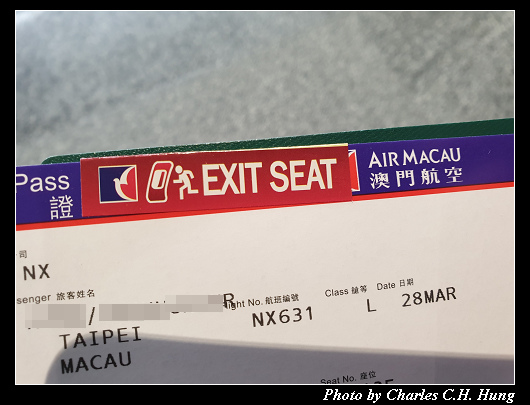 Pass
證
EXIT SEAT
AIR MACAU
澳門航空
司
NX
senger 旅客姓名
/ R
ight No. 航班編號
NX631
Class 艙等
L
Date 日期
28MAR
TAIPEI
MACAU
Seat No. 座位
Photo by Charles C.H. Hung